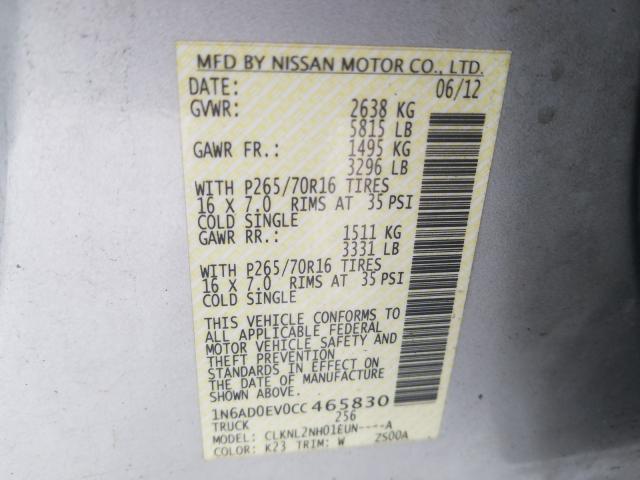 MFD BY NISSAN MOTOR CO., LTD.
DATE: 06/12
GVWR: 2638 KG
5815 LB
GAWR FR.: 1495 KG
3296 LB
WITH P265/70R16 TIRES
16 X 7.0 RIMS AT 35 PSI
COLD SINGLE
GAWR RR.: 1511 KG
3331 LB
WITH P265/70R16 TIRES
16 X 7.0 RIMS AT 35 PSI
COLD SINGLE
THIS VEHICLE CONFORMS TO
ALL APPLICABLE FEDERAL
MOTOR VEHICLE SAFETY AND
THEFT PREVENTION
STANDARDS IN EFFECT ON
THE DATE OF MANUFACTURE
SHOWN ABOVE.
1N6AD0EV0CC465830
TRUCK 256
MODEL: CLKNL2NH01EUN----A
COLOR: K23 TRIM: W ZS00A